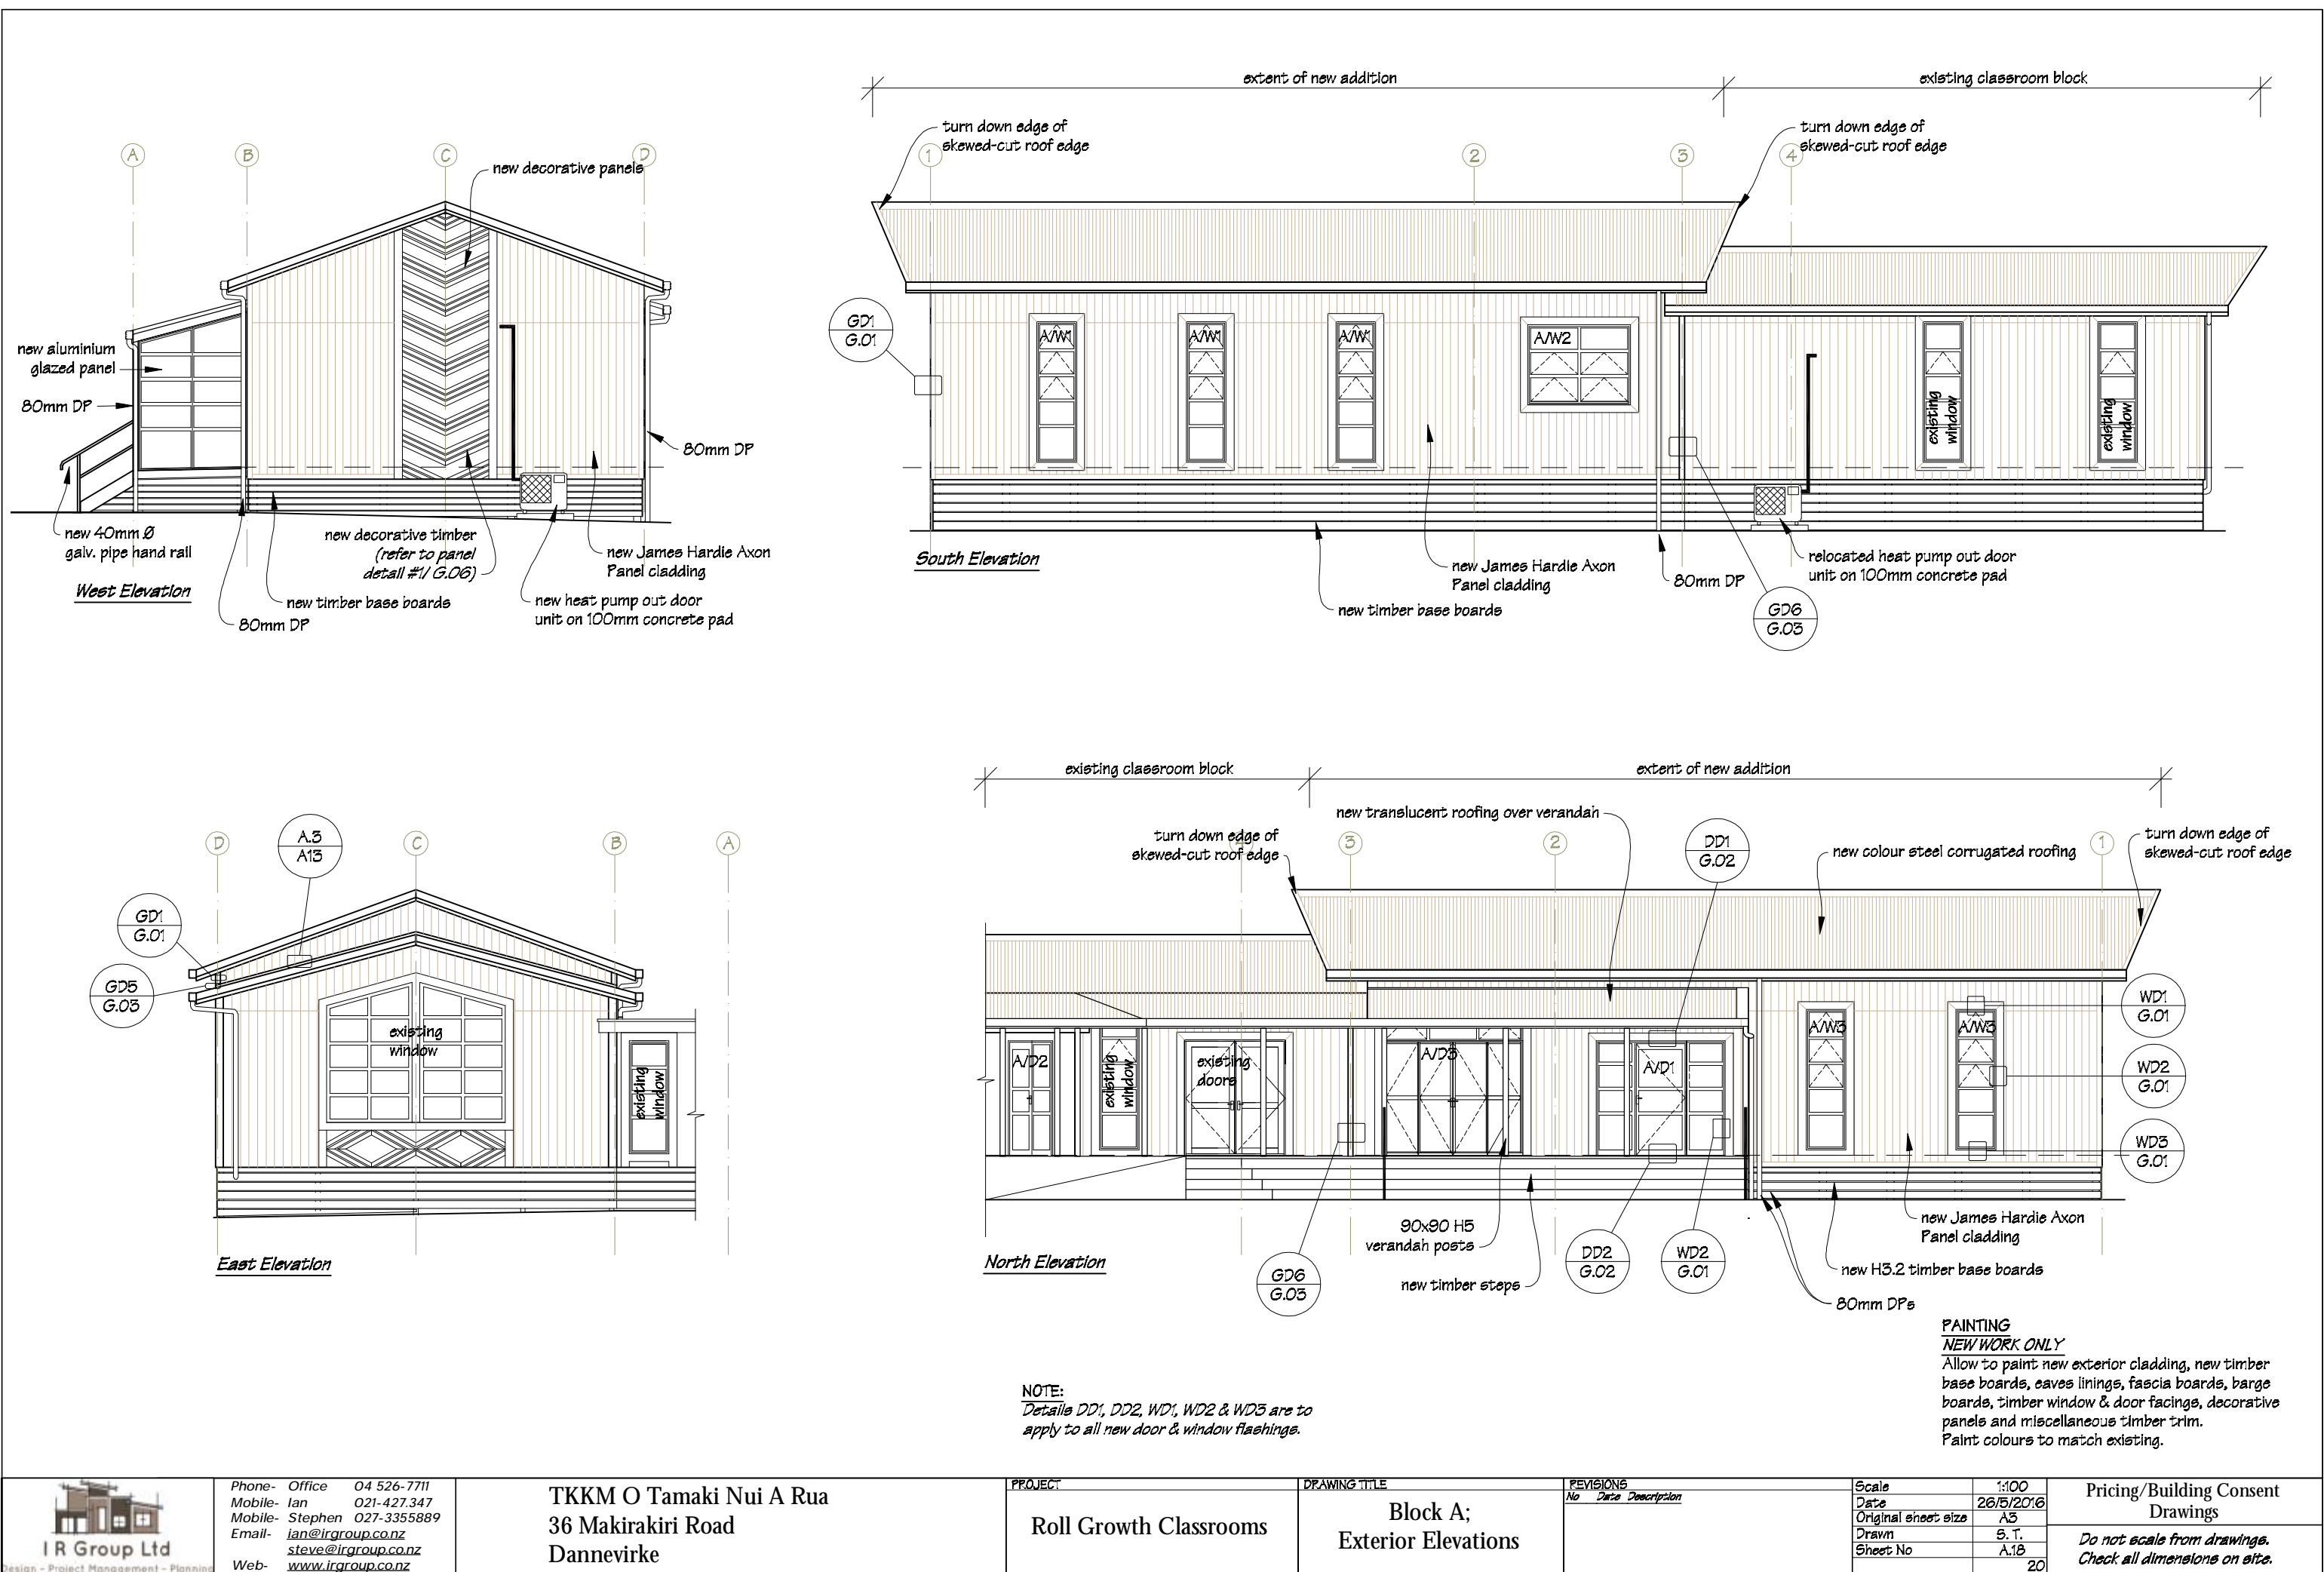 extent of new addition
existing classroom block
turn down edge of
skewed-cut roof edge
turn down edge of
skewed-cut roof edge
A
B
C
D
new decorative panels
1
2
3
4
GD1
G.01
A/W1
A/W1
A/W1
A/W2
existing
window
existing
window
new aluminium
glazed panel
80mm DP
80mm DP
new 40mm Ø
galv. pipe hand rail
West Elevation
new decorative timber
(refer to panel
detail #1/ G.06)
new James Hardie Axon
Panel cladding
new timber base boards
80mm DP
new heat pump out door
unit on 100mm concrete pad
South Elevation
new James Hardie Axon
Panel cladding
new timber base boards
80mm DP
relocated heat pump out door
unit on 100mm concrete pad
GD6
G.03
existing classroom block
extent of new addition
new translucent roofing over verandah
turn down edge of
skewed-cut roof edge
4
3
2
1
DD1
G.02
new colour steel corrugated roofing
turn down edge of
skewed-cut roof edge
D
C
B
A
A.3
A13
GD1
G.01
GD5
G.03
existing
window
existing
window
East Elevation
A/D2
existing
window
existing
doors
A/D3
A/D1
A/W3
A/W3
WD1
G.01
WD2
G.01
WD3
G.01
North Elevation
90x90 H5
verandah posts
new timber steps
GD6
G.03
DD2
G.02
WD2
G.01
new James Hardie Axon
Panel cladding
new H3.2 timber base boards
80mm DPs
PAINTING
NEW WORK ONLY
Allow to paint new exterior cladding, new timber
base boards, eaves linings, fascia boards, barge
boards, timber window & door facings, decorative
panels and miscellaneous timber trim.
Paint colours to match existing.
NOTE:
Details DD1, DD2, WD1, WD2 & WD3 are to
apply to all new door & window flashings.
I R Group Ltd
Design - Project Management - Planning
Phone- Office 04 526-7711
Mobile- Ian 021-427.347
Mobile- Stephen 027-3355889
Email- ian@irgroup.co.nz
steve@irgroup.co.nz
Web- www.irgroup.co.nz
TKKM O Tamaki Nui A Rua
36 Makirakiri Road
Dannevirke
PROJECT
Roll Growth Classrooms
DRAWING TITLE
Block A;
Exterior Elevations
REVISIONS
No Date Description
Scale 1:100
Date 26/5/2016
Original sheet size A3
Drawn S. T.
Sheet No A.18
20
Pricing/Building Consent
Drawings
Do not scale from drawings.
Check all dimensions on site.